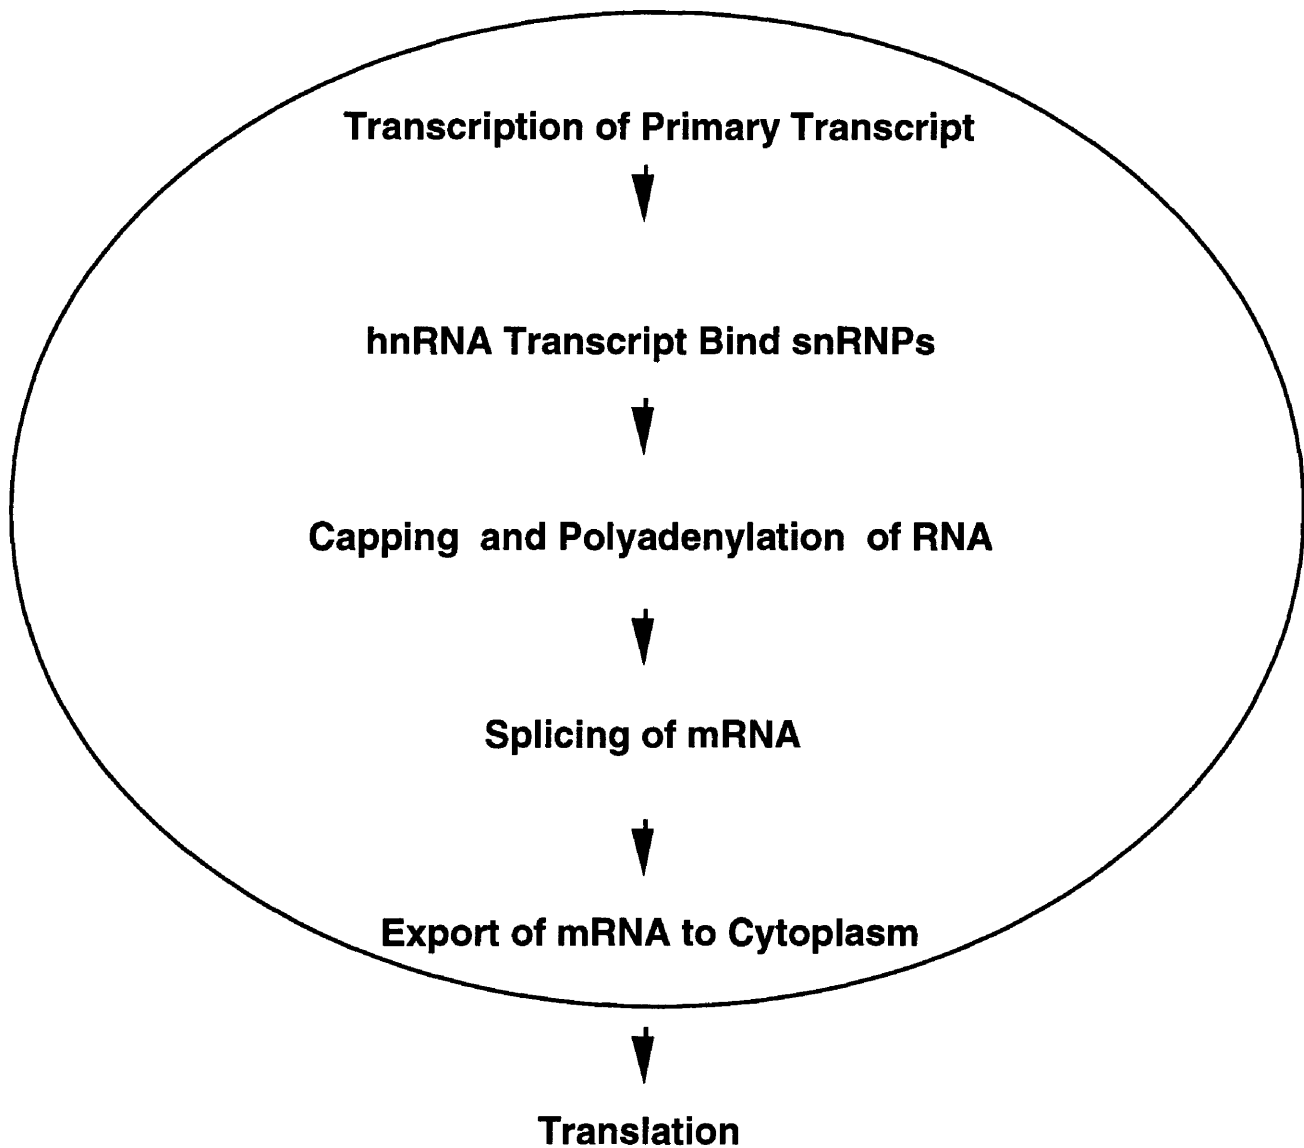 Transcription of Primary Transcript
hnRNA Transcript Bind snRNPs
Capping and Polyadenylation of RNA
Splicing of mRNA
Export of mRNA to Cytoplasm
Translation